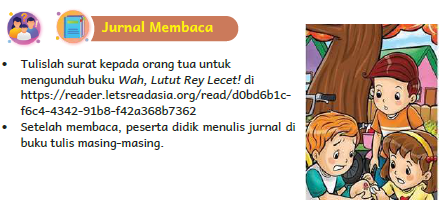 Jurnal Membaca
• Tulislah surat kepada orang tua untuk
mengunduh buku Wah, Lutut Rey Lecet! di
https://reader.letsreadasia.org/read/d0bd6b1c-
f6c4-4342-91b8-f42a368b7362
• Setelah membaca, peserta didik menulis jurnal di
buku tulis masing-masing.